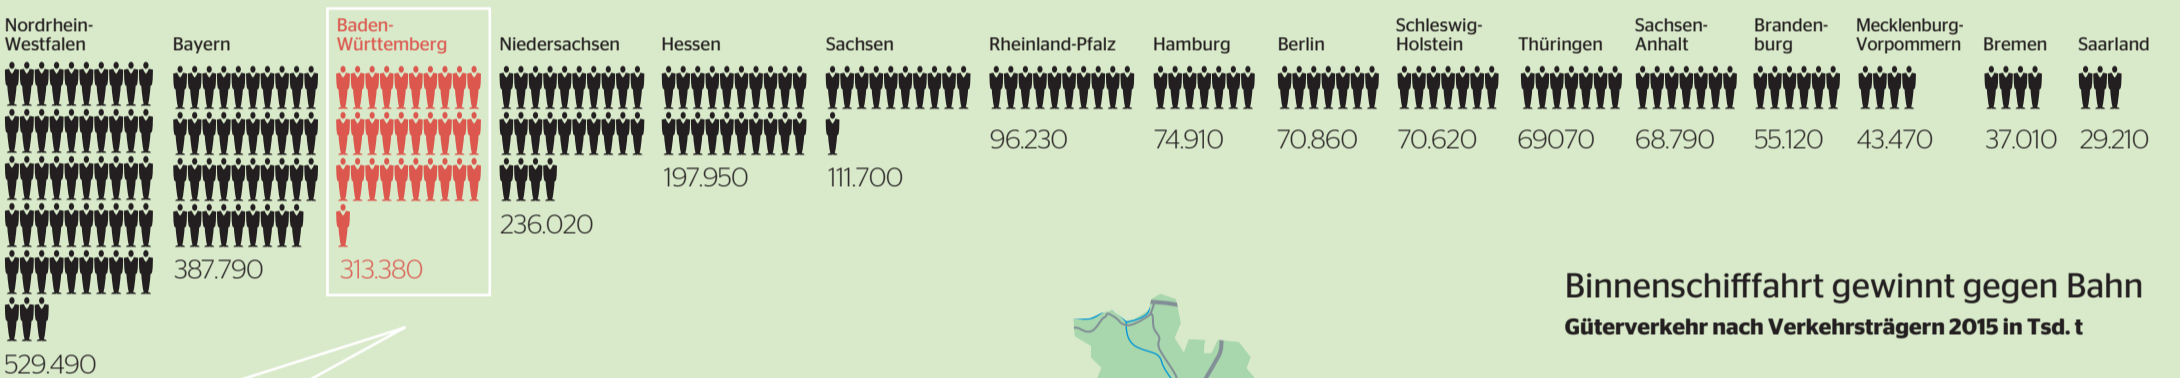 Nordrhein-
Westfalen
529.490
Bayern
387.790
Baden-
Württemberg
313.380
Niedersachsen
236.020
Hessen
197.950
Sachsen
111.700
Rheinland-Pfalz
96.230
Hamburg
74.910
Berlin
70.860
Schleswig-
Holstein
70.620
Thüringen
69070
Sachsen-
Anhalt
68.790
Branden-
burg
55.120
Mecklenburg-
Vorpommern
43.470
Bremen
37.010
Saarland
29.210
Binnenschifffahrt gewinnt gegen Bahn
Güterverkehr nach Verkehrsträgern 2015 in Tsd. t